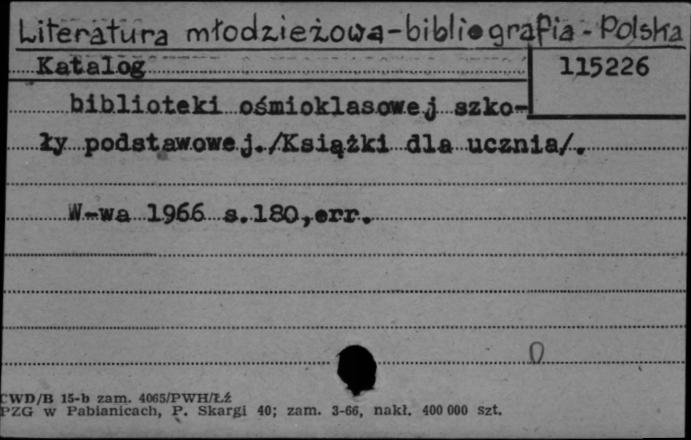 Literatura młodzieżowa-bibliografia - Polska
Katalog 115226
biblioteki ośmioklasowej szko-
ły podstawowej./Książki dla ucznia/.
W-wa 1966 s.180,err.
0
CWD/B 15-b zam. 4065/PWH/Łź
PZG w Pabianicach, P. Skargi 40; zam. 3-66, nakł. 400 000 szt.